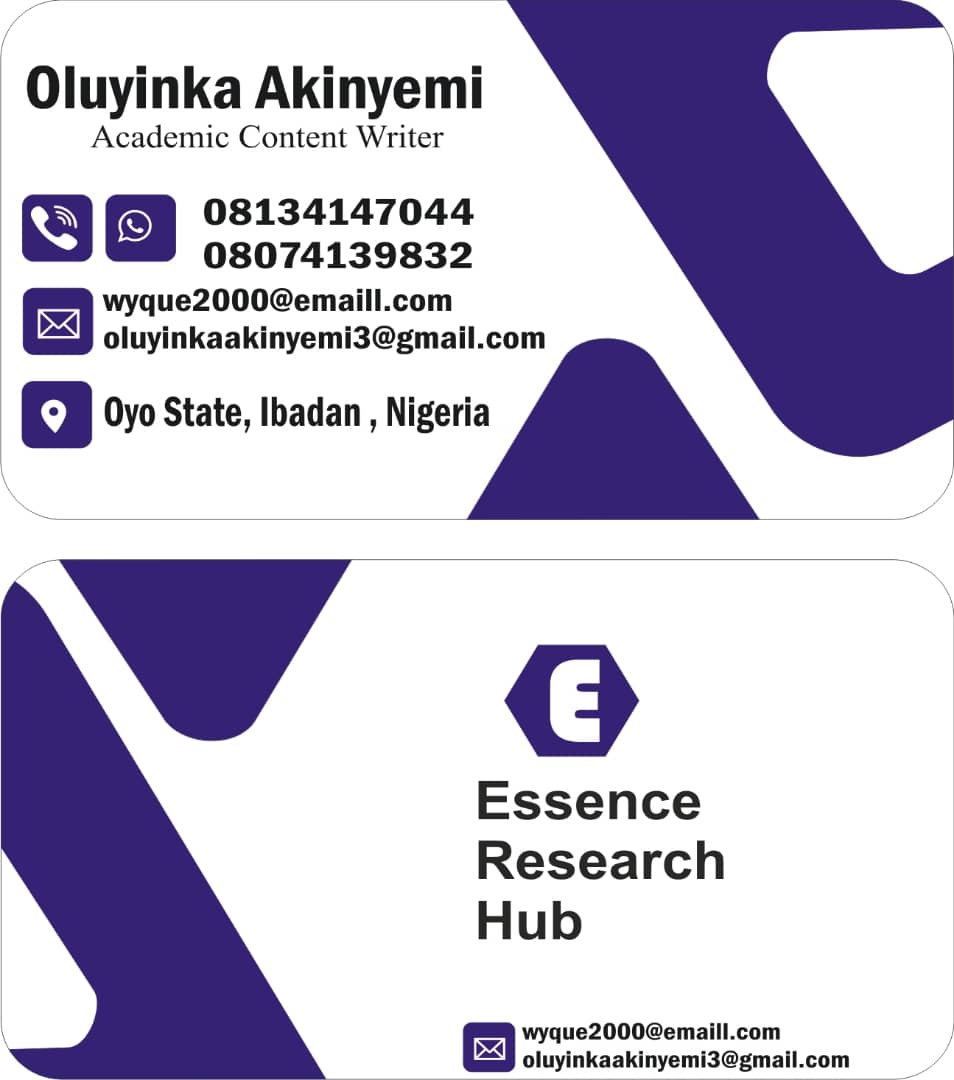 Oluyinka Akinyemi
Academic Content Writer
08134147044
08074139832
wyque2000@emaill.com
oluyinkaakinyemi3@gmail.com
Oyo State, Ibadan , Nigeria
E
Essence
Research
Hub
wyque2000@emaill.com
oluyinkaakinyemi3@gmail.com